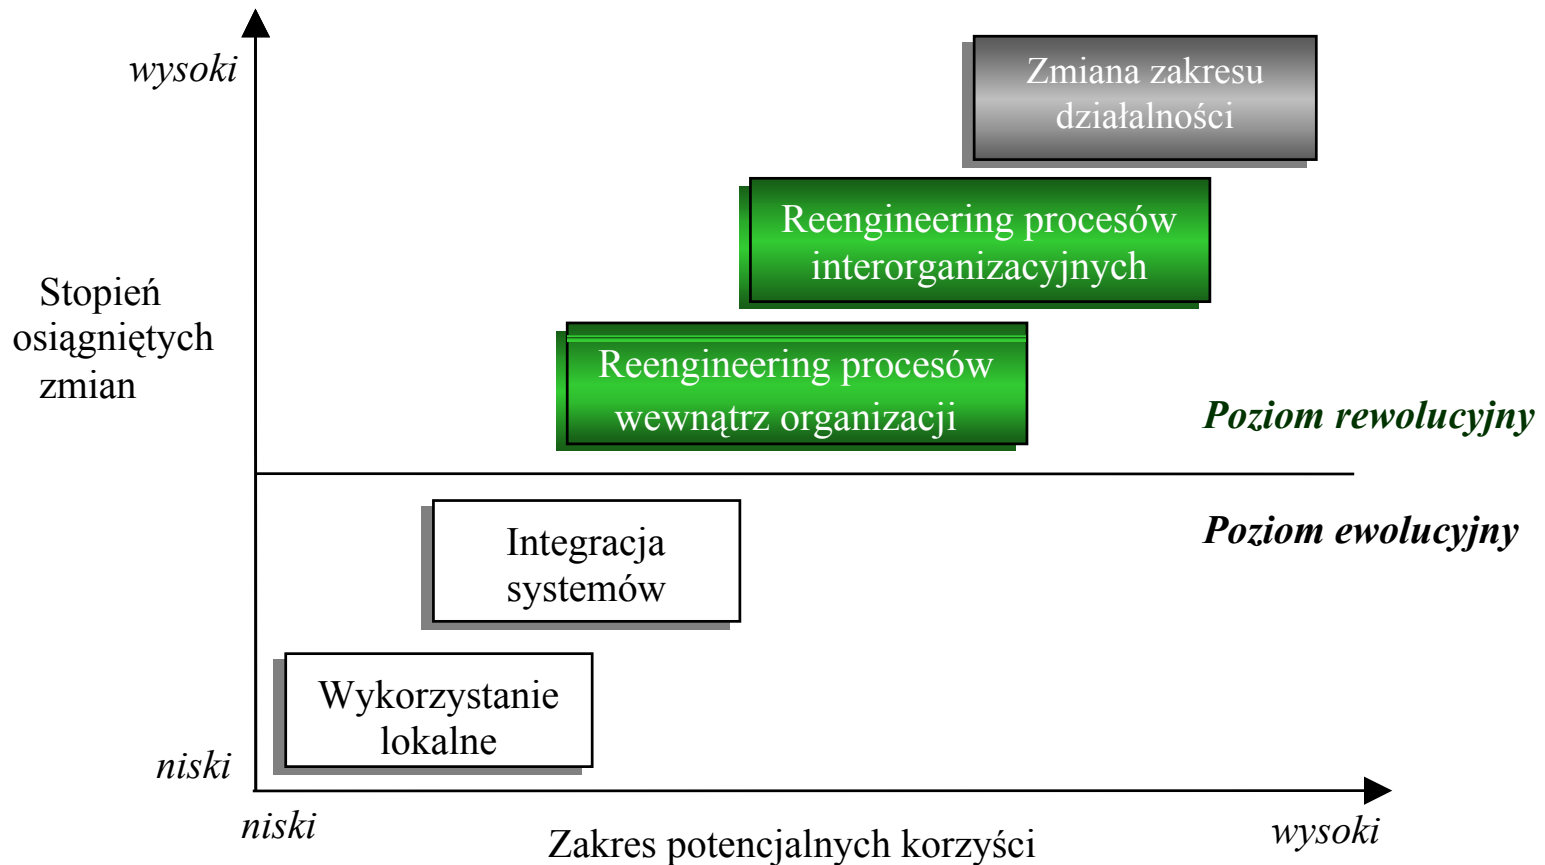 wysoki
Zmiana zakresu
działalności
Reengineering procesów
interorganizacyjnych
Stopień
osiągniętych
zmian
Reengineering procesów
wewnątrz organizacji
Poziom rewolucyjny
Poziom ewolucyjny
Integracja
systemów
Wykorzystanie
lokalne
niski
niski
Zakres potencjalnych korzyści
wysoki